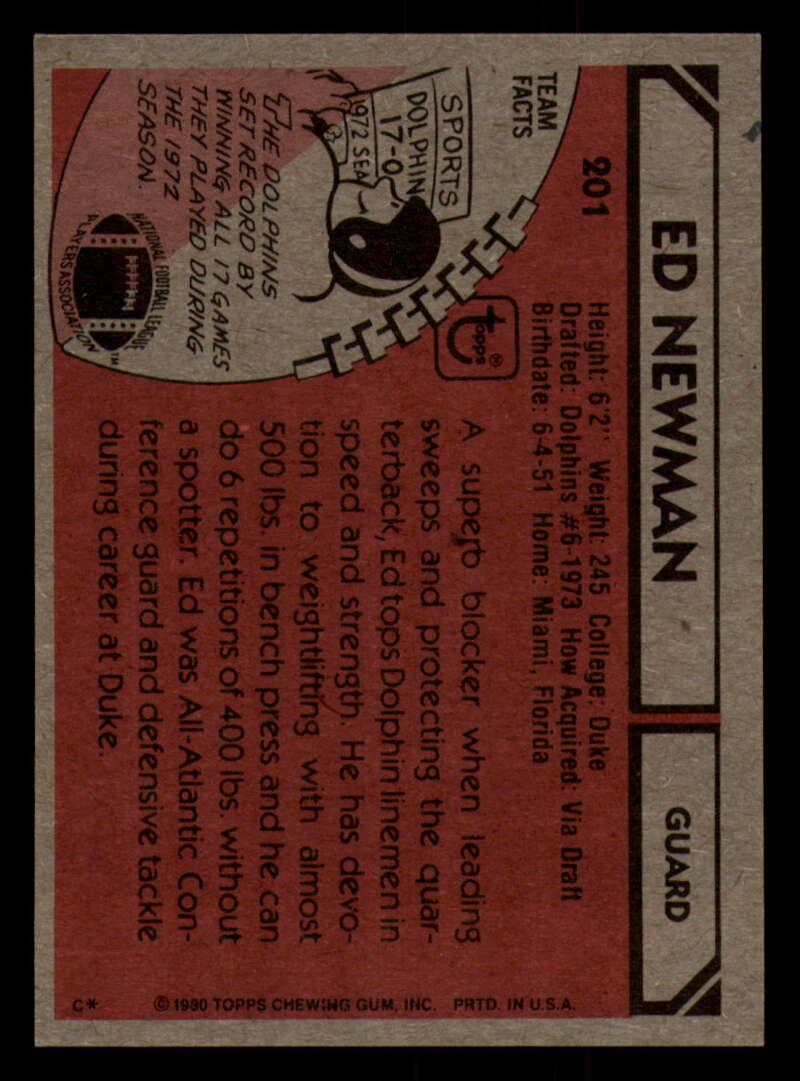 ED NEWMAN
GUARD
201
Height: 6'2" Weight: 245 College: Duke
Drafted: Dolphins #6-1973 How Acquired: Via Draft
Birthdate: 6-4-51 Home: Miami, Florida
TEAM
FACTS
SPORTS
DOLPHIN
17-0
1972 SEA
THE DOLPHINS
SET RECORD BY
WINNING ALL 17 GAMES
THEY PLAYED DURING
THE 1972
SEASON.
NATIONAL FOOTBALL LEAGUE
PLAYERS ASSOCIATION
TM
topps®
A superb blocker when leading
sweeps and protecting the quar-
terback, Ed tops Dolphin linemen in
speed and strength. He has devo-
tion to weightlifting with almost
500 lbs. in bench press and he can
do 6 repetitions of 400 lbs. without
a spotter. Ed was All-Atlantic Con-
ference guard and defensive tackle
during career at Duke.
C* © 1980 TOPPS CHEWING GUM, INC. PRTD. IN U.S.A.